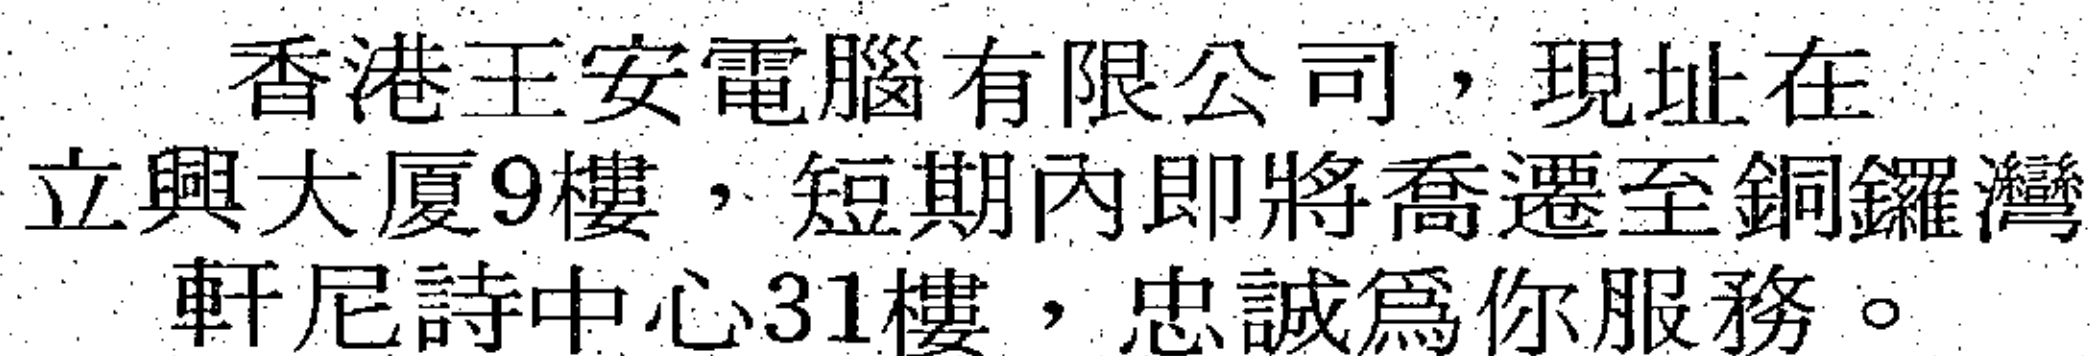 香港王安電腦有限公司，現址在
立興大厦9樓，短期內即將喬遷至銅鑼灣
軒尼詩中心31樓，忠誠爲你服務。